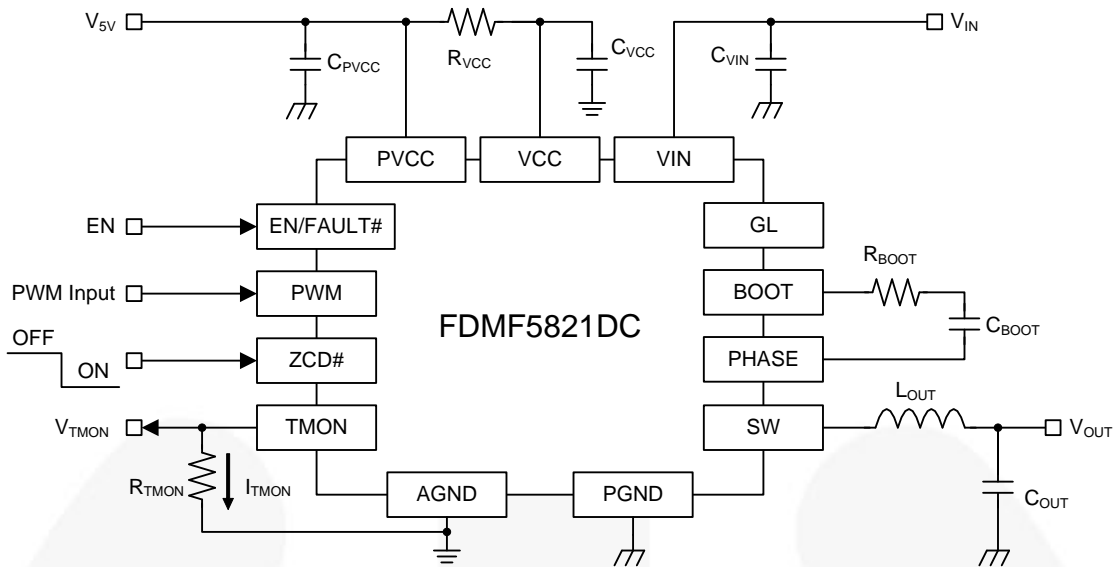 V5V
CPVCC
RVCC
CVCC
CVIN
VIN
PVCC
VCC
VIN
EN
EN/FAULT#
GL
RBOOT
PWM Input
PWM
BOOT
CBOOT
FDMF5821DC
OFF
ON
ZCD#
PHASE
LOUT
VTMON
TMON
SW
VOUT
RTMON
ITMON
AGND
PGND
COUT